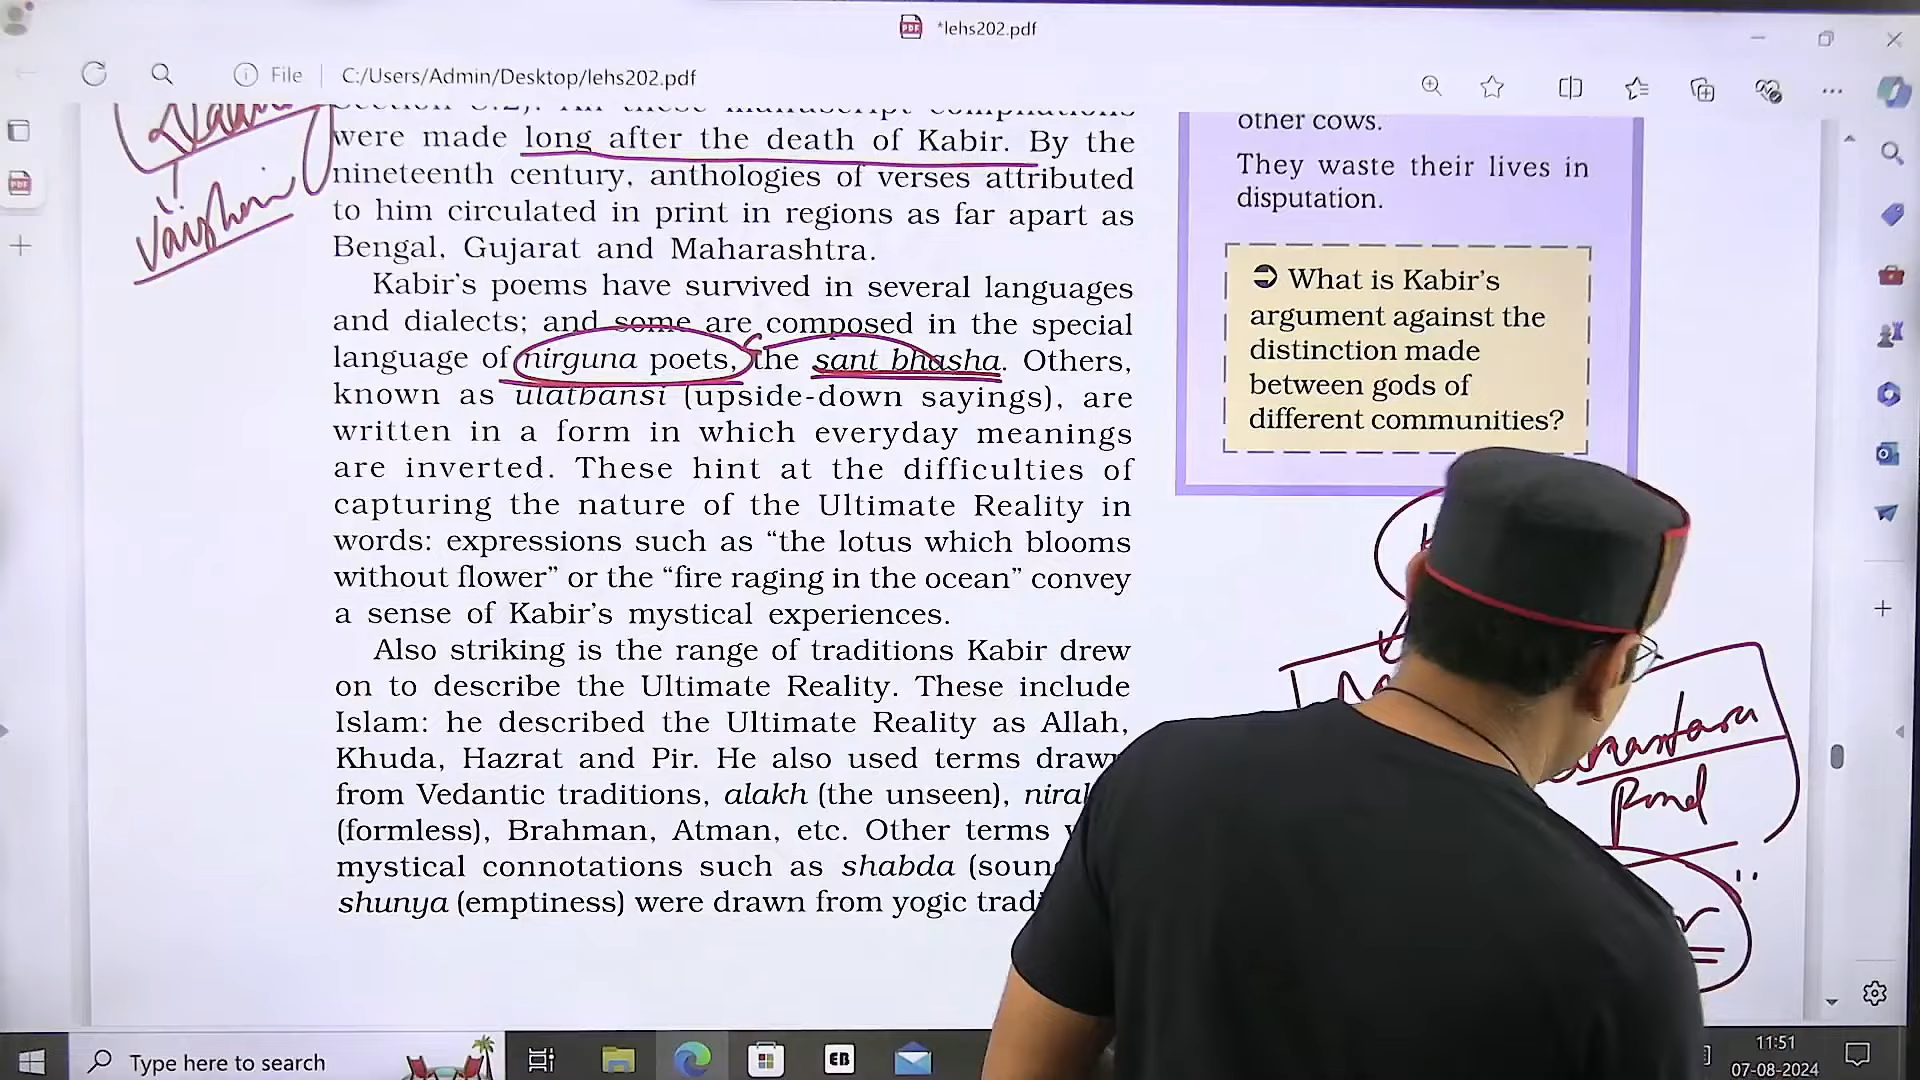 *lehs202.pdf
File
C:/Users/Admin/Desktop/lehs202.pdf
were made long after the death of Kabir. By the
nineteenth century, anthologies of verses attributed
to him circulated in print in regions as far apart as
Bengal, Gujarat and Maharashtra.
Kabir's poems have survived in several languages
and dialects; and some are composed in the special
language of nirguna poets, the sant bhasha. Others,
known as ulatbansi (upside-down sayings), are
written in a form in which everyday meanings
are inverted. These hint at the difficulties of
capturing the nature of the Ultimate Reality in
words: expressions such as “the lotus which blooms
without flower” or the “fire raging in the ocean” convey
a sense of Kabir's mystical experiences.
Also striking is the range of traditions Kabir drew
on to describe the Ultimate Reality. These include
Islam: he described the Ultimate Reality as Allah,
Khuda, Hazrat and Pir. He also used terms drawn
from Vedantic traditions, alakh (the unseen),
(formless), Brahman, Atman, etc. Other terms
mystical connotations such as shabda
shunya (emptiness) were drawn from yogic
other cows.
They waste their lives in
disputation.
What is Kabir's
argument against the
distinction made
between gods of
different communities?
Pond
Type here to search
EB
11:51
07-08-2024